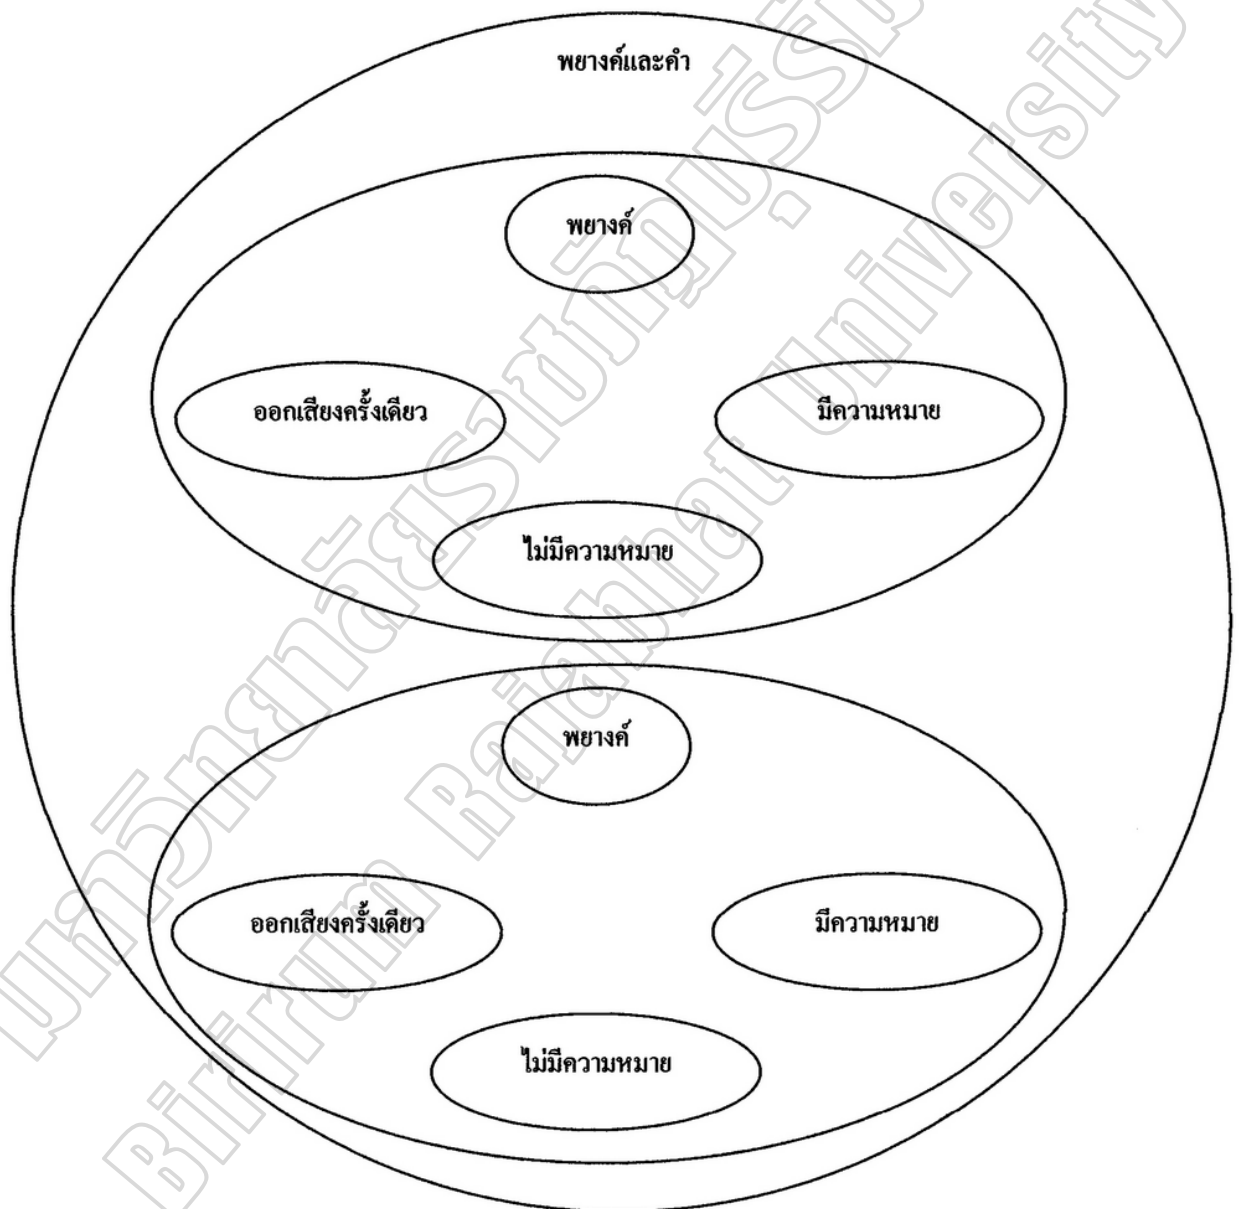 พยางค์และคำ
พยางค์
ออกเสียงครั้งเดียว
มีความหมาย
ไม่มีความหมาย
พยางค์
ออกเสียงครั้งเดียว
มีความหมาย
ไม่มีความหมาย
Birirum Rajabhat University